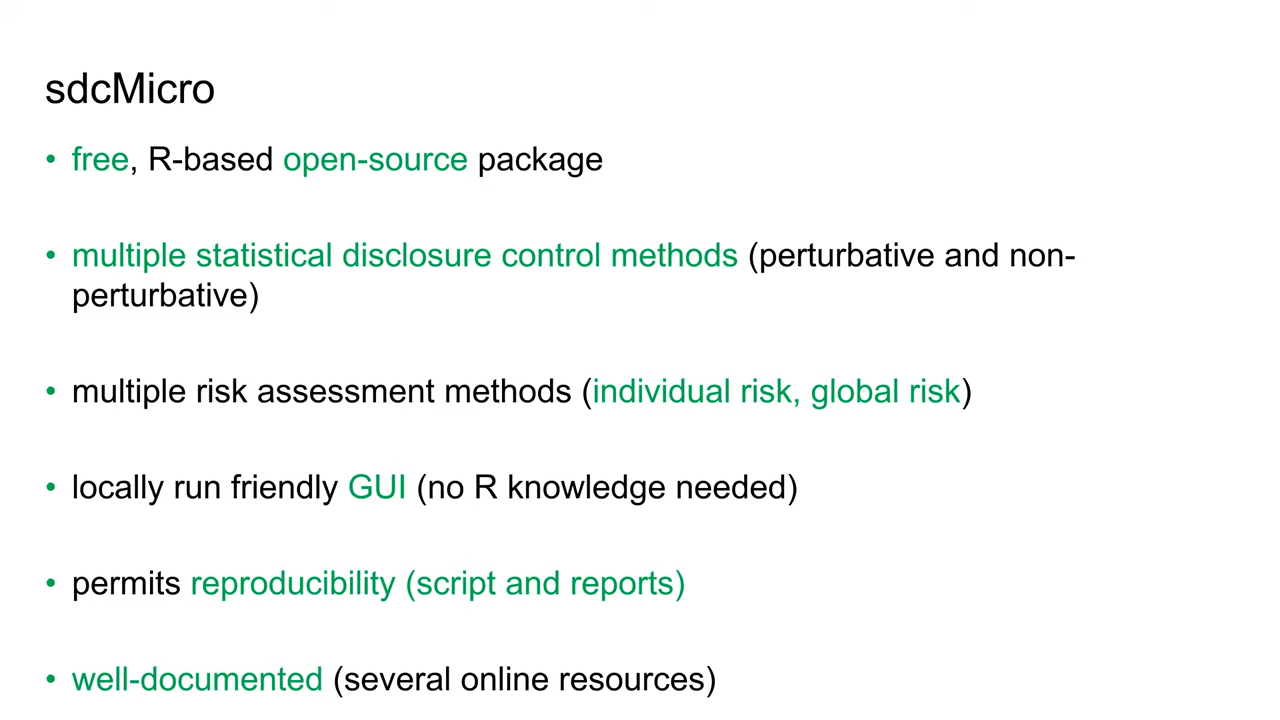 sdcMicro
• free, R-based open-source package
• multiple statistical disclosure control methods (perturbative and non-
perturbative)
• multiple risk assessment methods (individual risk, global risk)
• locally run friendly GUI (no R knowledge needed)
• permits reproducibility (script and reports)
• well-documented (several online resources)